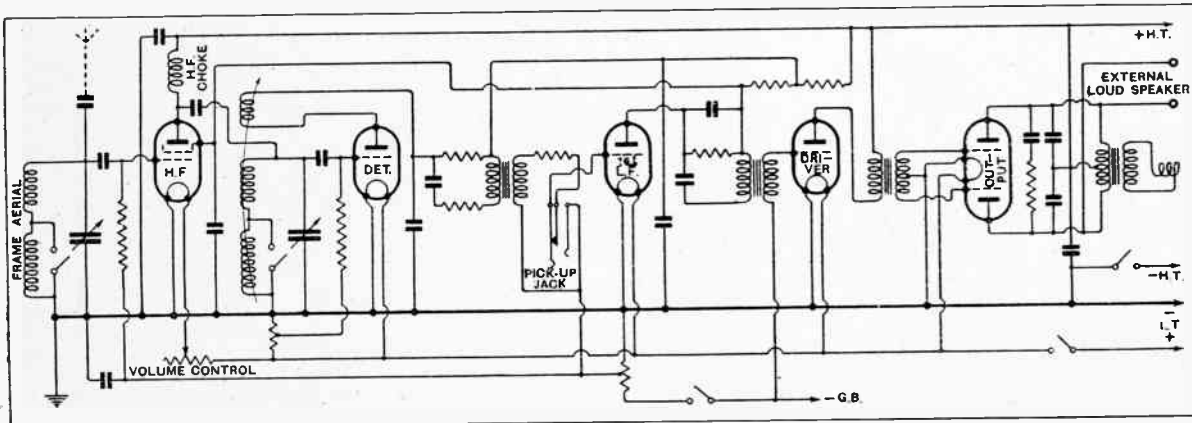 +H.T.
H.F.
CHOKE
EXTERNAL
LOUD SPEAKER
H.F
DET.
L.F.
DRI-
VER
OUT-
PUT
FRAME AERIAL
PICK-UP
JACK
-H.T.
-
L.T
+
VOLUME CONTROL
-G.B.